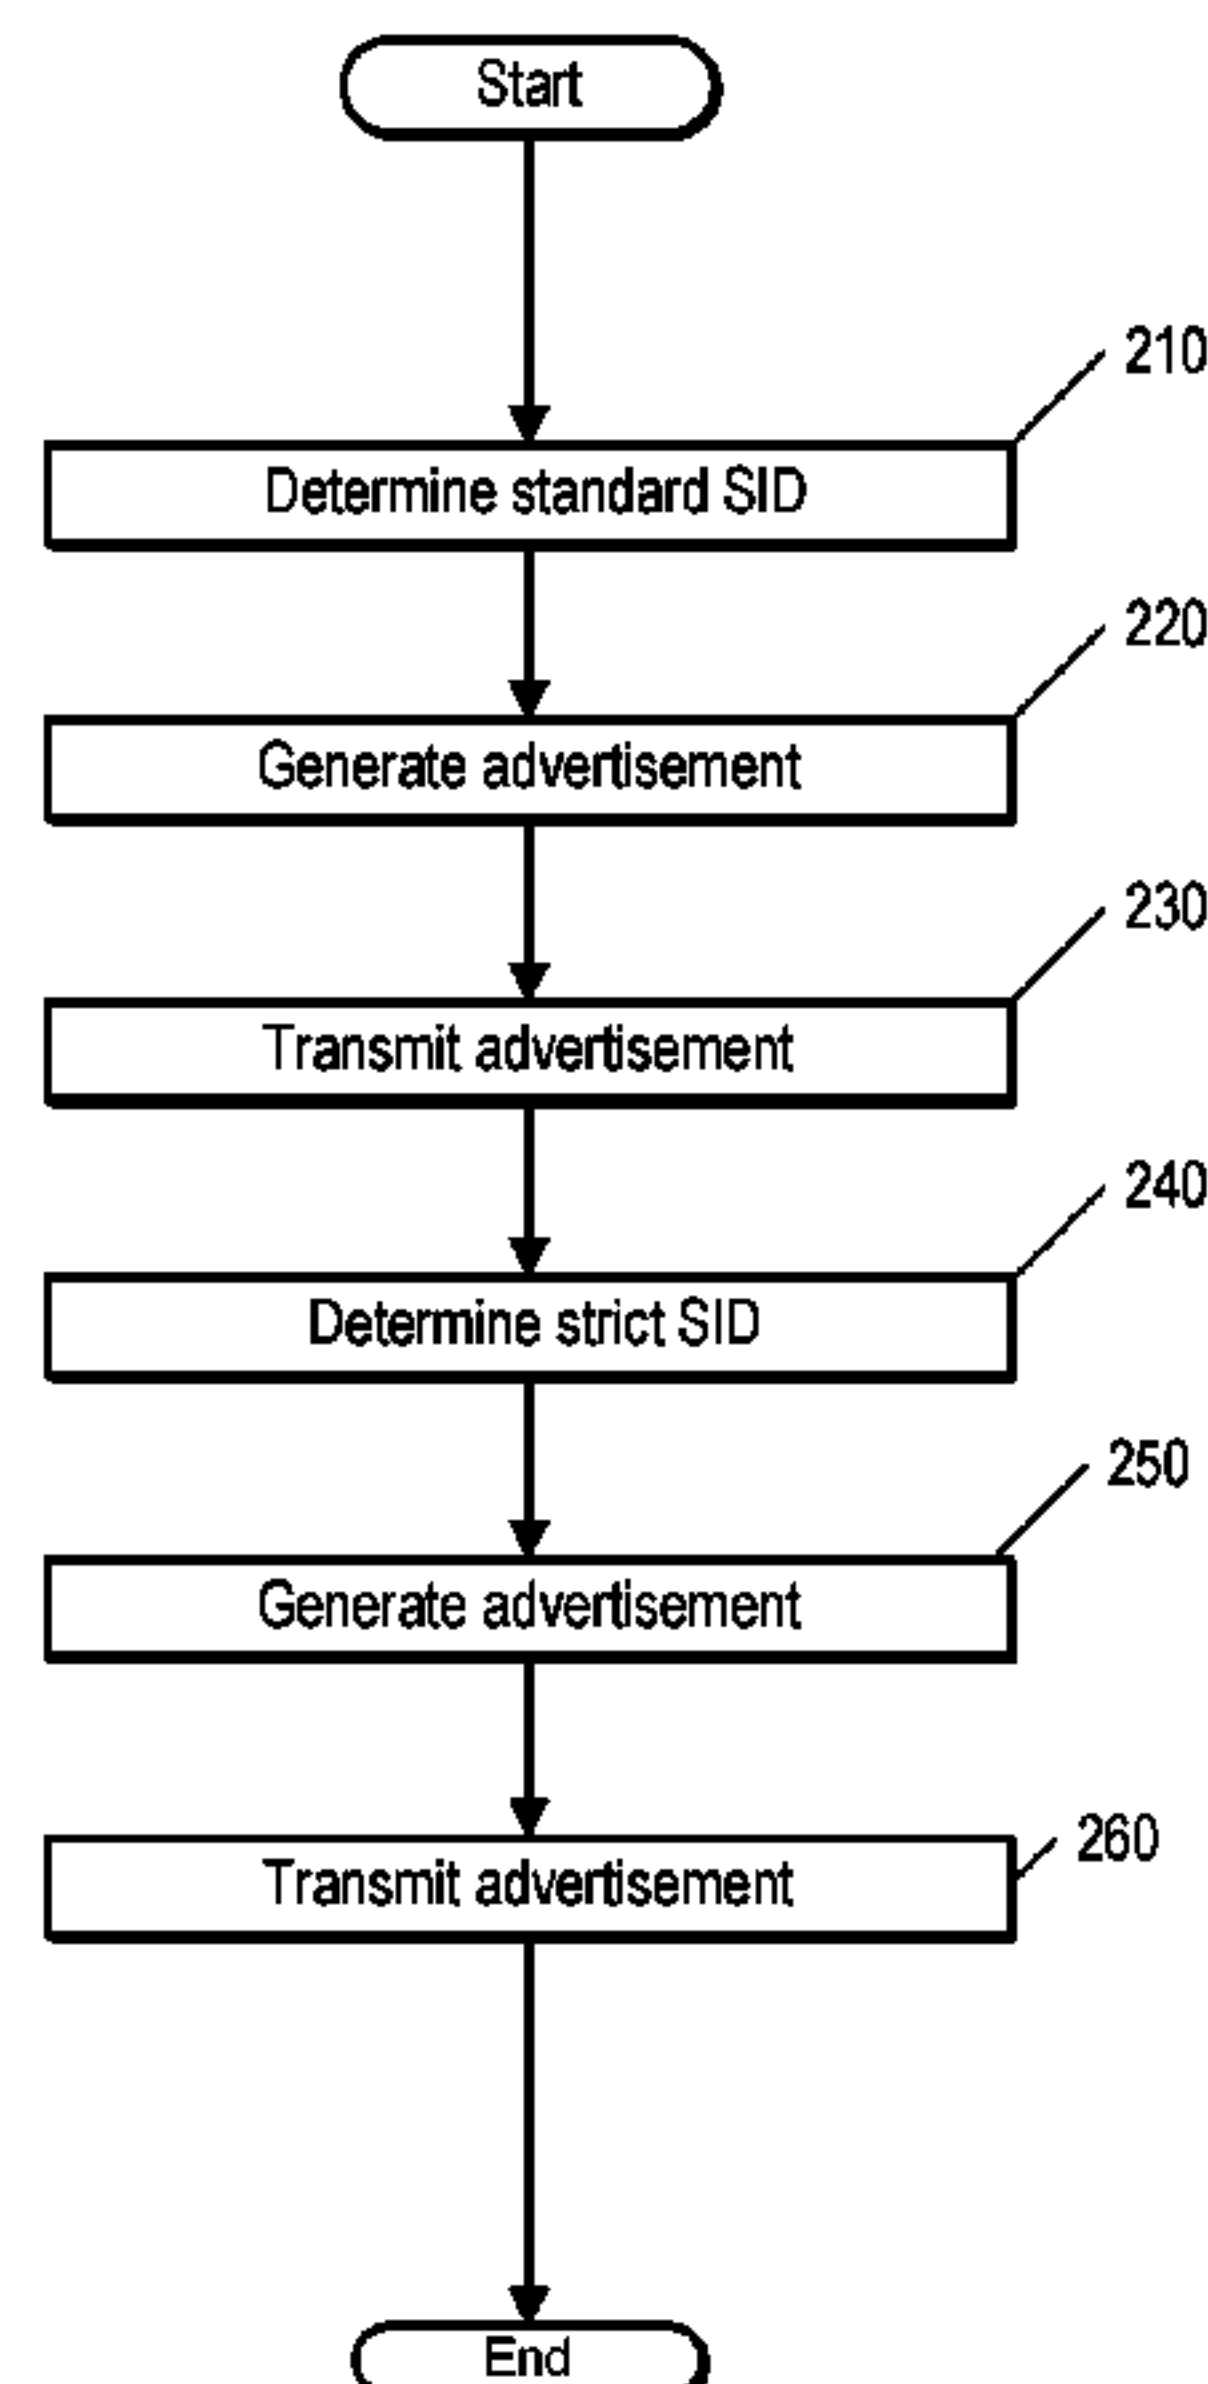 Start
210
Determine standard SID
220
Generate advertisement
230
Transmit advertisement
240
Determine strict SID
250
Generate advertisement
260
Transmit advertisement
End